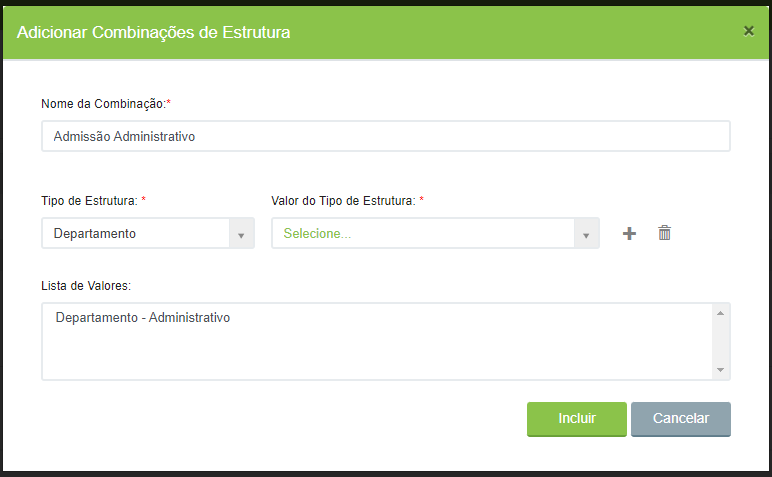 Adicionar Combinações de Estrutura ×
Nome da Combinação:*
Admissão Administrativo
Tipo de Estrutura: * Valor do Tipo de Estrutura: *
Departamento Selecione...
Lista de Valores:
Departamento - Administrativo
Incluir Cancelar